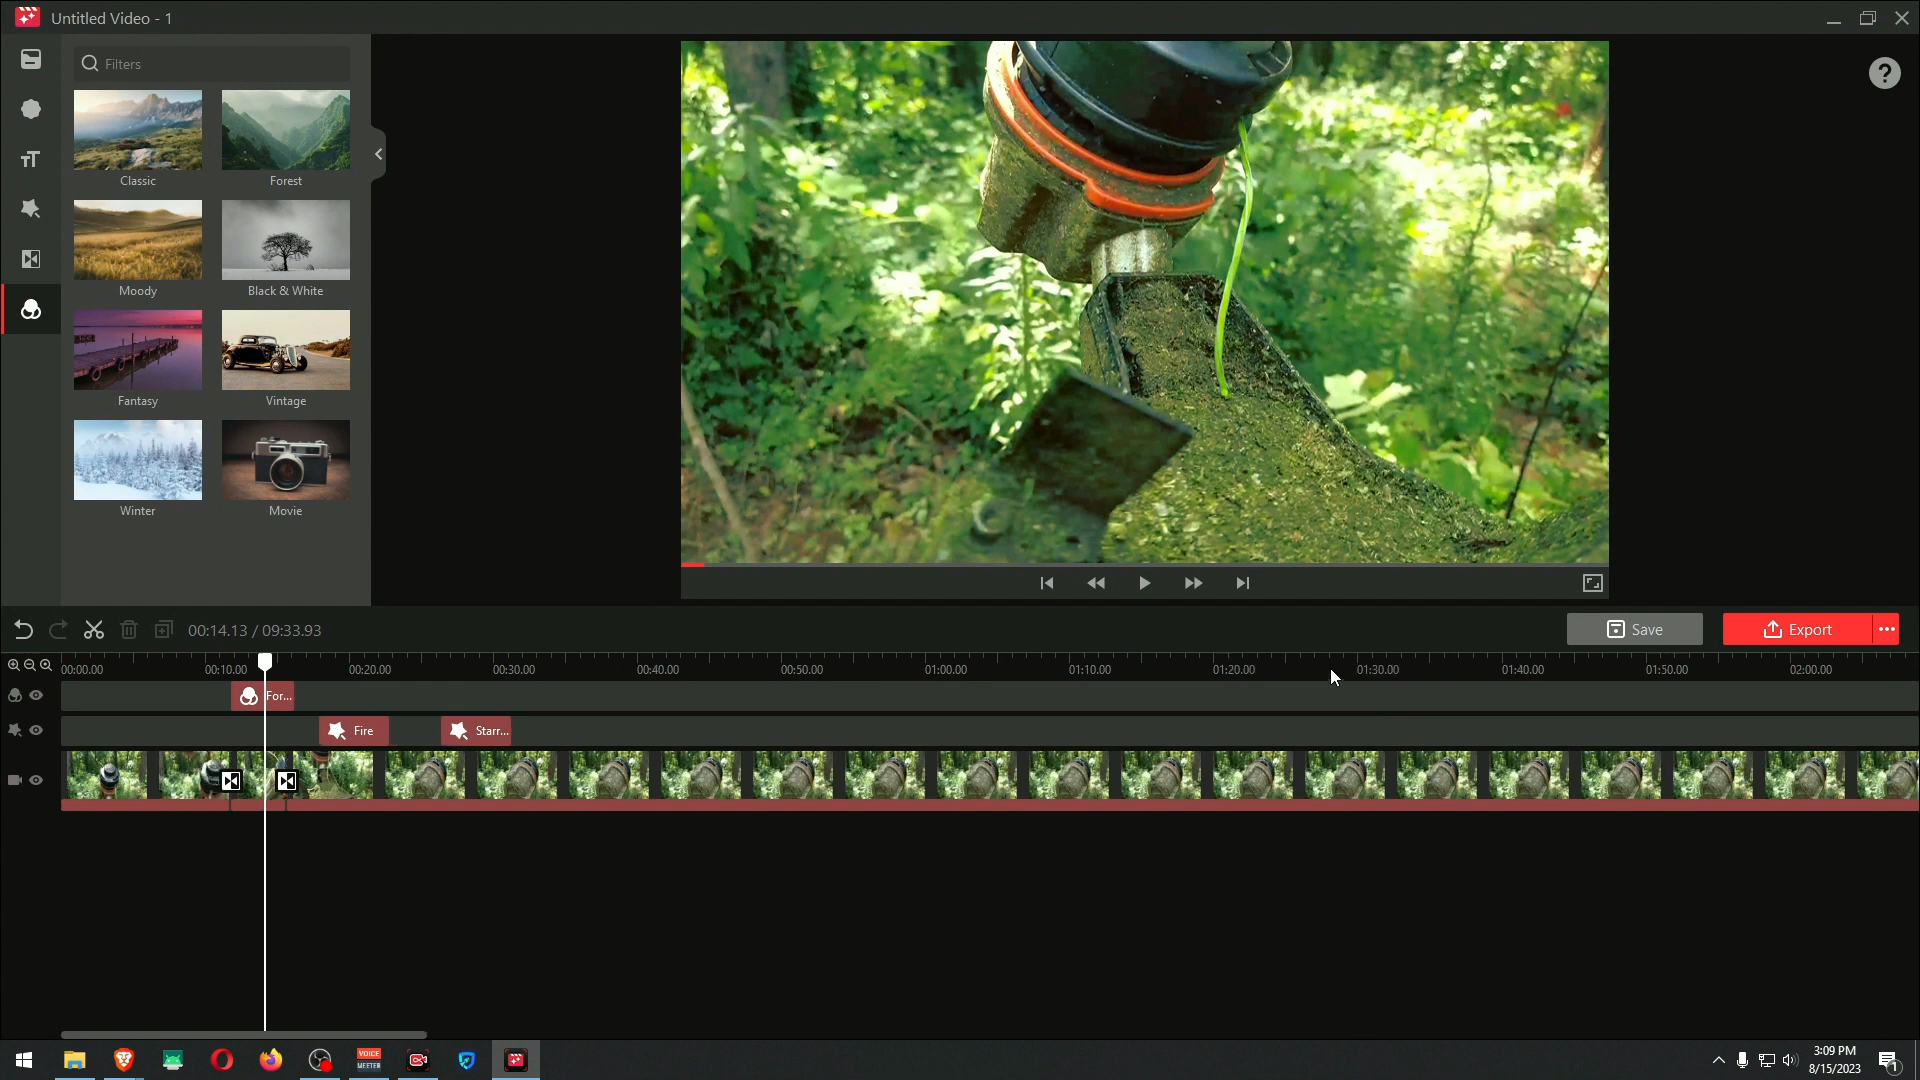 Untitled Video - 1
Filters
Classic
Forest
Moody
Black & White
Fantasy
Vintage
Winter
Movie
?
00:14.13 / 09:33.93
Save
Export
00:00.00
00:10.00
00:20.00
00:30.00
00:40.00
00:50.00
01:00.00
01:10.00
01:20.00
01:30.00
01:40.00
01:50.00
02:00.00
For...
Fire
Starr...
VOICE
MEETER
3:09 PM
8/15/2023
1